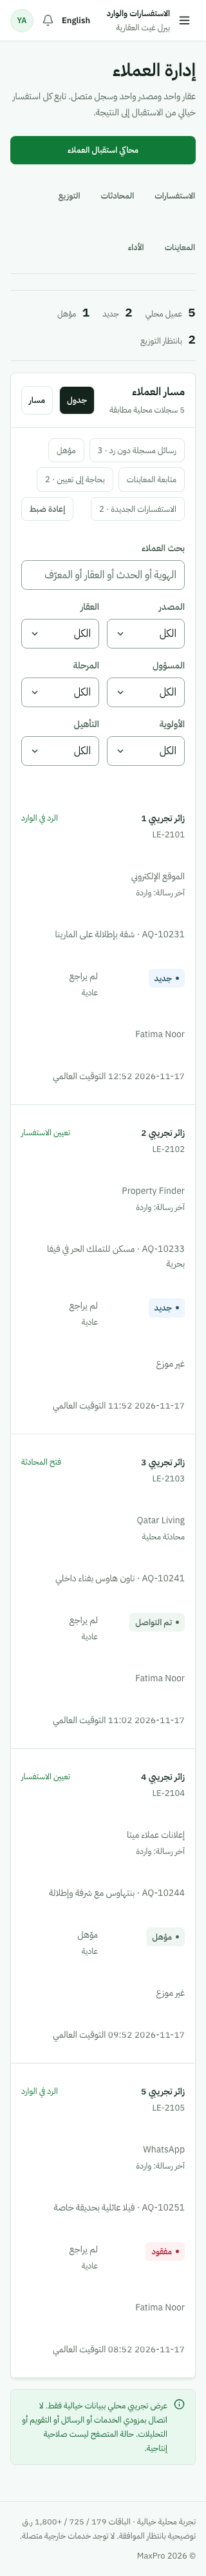 الاستفسارات والوارد
بيرل غيت العقارية
English
YA
إدارة العملاء
عقار واحد ومصدر واحد وسجل متصل. تابع كل استفسار
خيالي من الاستقبال إلى النتيجة.
محاكي استقبال العملاء
الاستفسارات
المحادثات
التوزيع
المعاينات
الأداء
5 عميل محلي
2 جديد
1 مؤهل
2 بانتظار التوزيع
مسار العملاء
5 سجلات محلية مطابقة
جدول
مسار
رسائل مسجلة دون رد · 3
مؤهل
متابعة المعاينات
بحاجة إلى تعيين · 2
الاستفسارات الجديدة · 2
إعادة ضبط
بحث العملاء
الهوية أو الحدث أو العقار أو المعرّف
المصدر
العقار
الكل
الكل
المسؤول
المرحلة
الكل
الكل
الأولوية
التأهيل
الكل
الكل
زائر تجريبي 1
الرد في الوارد
LE-2101
الموقع الإلكتروني
آخر رسالة: واردة
AQ-10231 · شقة بإطلالة على المارينا
جديد
لم يراجع
عادية
Fatima Noor
2026-11-17 12:52 التوقيت العالمي
زائر تجريبي 2
تعيين الاستفسار
LE-2102
Property Finder
آخر رسالة: واردة
AQ-10233 · مسكن للتملك الحر في فيفا
بحرية
جديد
لم يراجع
عادية
غير موزع
2026-11-17 11:52 التوقيت العالمي
زائر تجريبي 3
فتح المحادثة
LE-2103
Qatar Living
محادثة محلية
AQ-10241 · تاون هاوس بفناء داخلي
تم التواصل
لم يراجع
عادية
Fatima Noor
2026-11-17 11:02 التوقيت العالمي
زائر تجريبي 4
تعيين الاستفسار
LE-2104
إعلانات عملاء ميتا
آخر رسالة: واردة
AQ-10244 · بنتهاوس مع شرفة وإطلالة
مؤهل
مؤهل
عادية
غير موزع
2026-11-17 09:52 التوقيت العالمي
زائر تجريبي 5
الرد في الوارد
LE-2105
WhatsApp
آخر رسالة: واردة
AQ-10251 · فيلا عائلية بحديقة خاصة
مفقود
لم يراجع
عادية
Fatima Noor
2026-11-17 08:52 التوقيت العالمي
عرض تجريبي محلي ببيانات خيالية فقط. لا
اتصال بمزودي الخدمات أو الرسائل أو التقويم أو
التحليلات. حالة المتصفح ليست صلاحية
إنتاجية.
تجربة محلية خيالية · الباقات 179 / 725 / +1,800 ر.ق
توصيحية بانتظار الموافقة. لا توجد خدمات خارجية متصلة.
© 2026 MaxPro